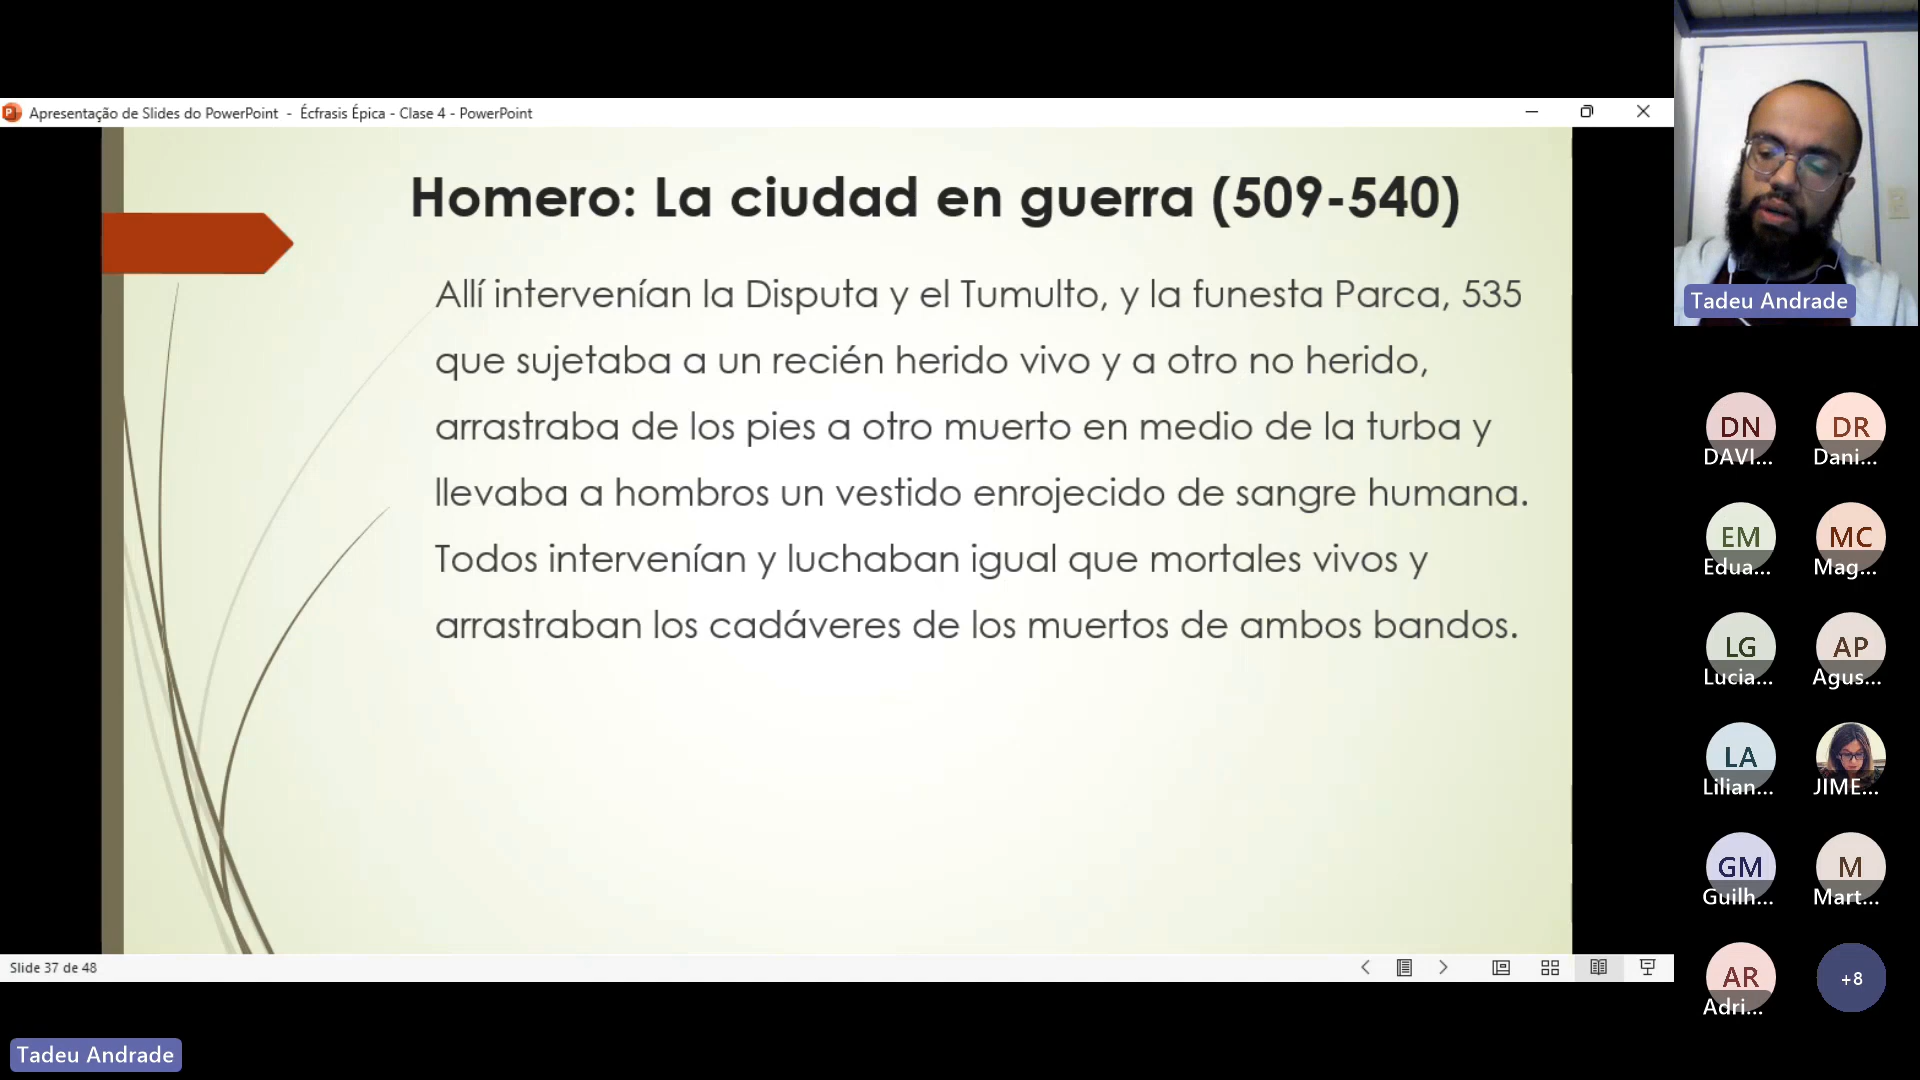 Apresentação de Slides do PowerPoint - Écfrasis Épica - Clase 4 - PowerPoint
Homero: La ciudad en guerra (509-540)
Allí intervenían la Disputa y el Tumulto, y la funesta Parca, 535
que sujetaba a un recién herido vivo y a otro no herido,
arrastraba de los pies a otro muerto en medio de la turba y
llevaba a hombros un vestido enrojecido de sangre humana.
Todos intervenían y luchaban igual que mortales vivos y
arrastraban los cadáveres de los muertos de ambos bandos.
Slide 37 de 48
Tadeu Andrade
Tadeu Andrade
DN DR
DAVI... Dani...
EM MC
Edua... Mag...
LG AP
Lucia... Agus...
LA
Lilian... JIME...
GM M
Guilh... Mart...
AR +8
Adri...